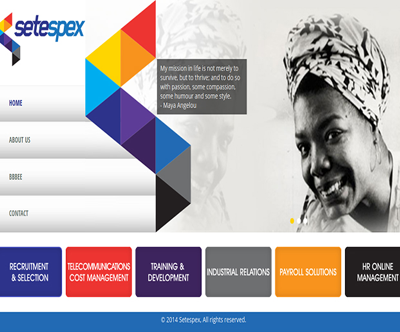 setespex
My mission in life is not merely to
survive, but to thrive; and to do so
with passion, some compassion,
some humour and some style.
- Maya Angelou
HOME
ABOUT US
BBBEE
CONTACT
RECRUITMENT
& SELECTION
TELECOMMUNICATIONS
COST MANAGEMENT
TRAINING &
DEVELOPMENT
INDUSTRIAL RELATIONS
PAYROLL SOLUTIONS
HR ONLINE
MANAGEMENT
© 2014 Setespex, All rights reserved.